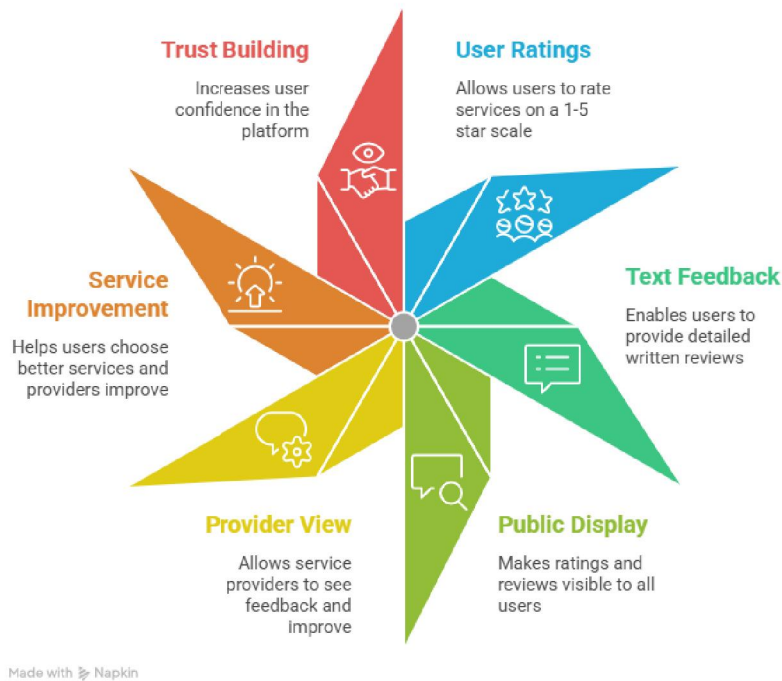 Trust Building
Increases user
confidence in the
platform
User Ratings
Allows users to rate
services on a 1-5
star scale
Text Feedback
Enables users to
provide detailed
written reviews
Service
Improvement
Helps users choose
better services and
providers improve
Provider View
Allows service
providers to see
feedback and
improve
Public Display
Makes ratings and
reviews visible to all
users
Made with Napkin